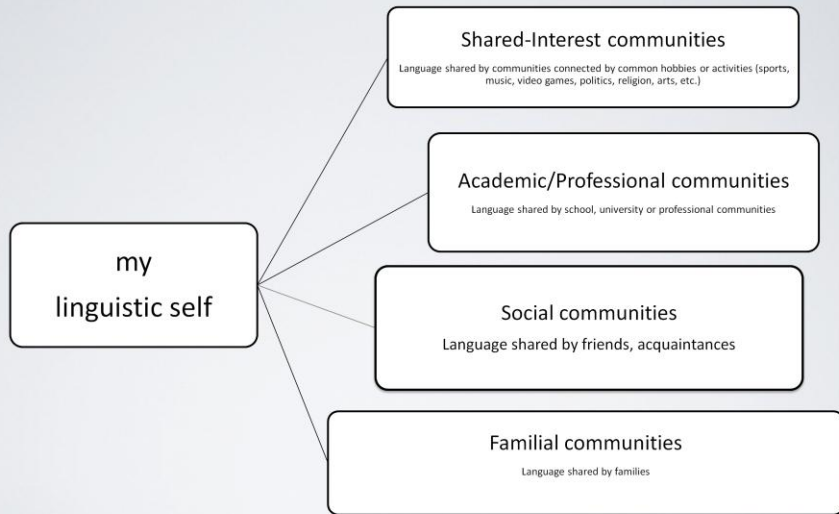 Shared-Interest communities
Language shared by communities connected by common hobbies or activities (sports,
music, video games, politics, religion, arts, etc.)
Academic/Professional communities
Language shared by school, university or professional communities
my
linguistic self
Social communities
Language shared by friends, acquaintances
Familial communities
Language shared by families